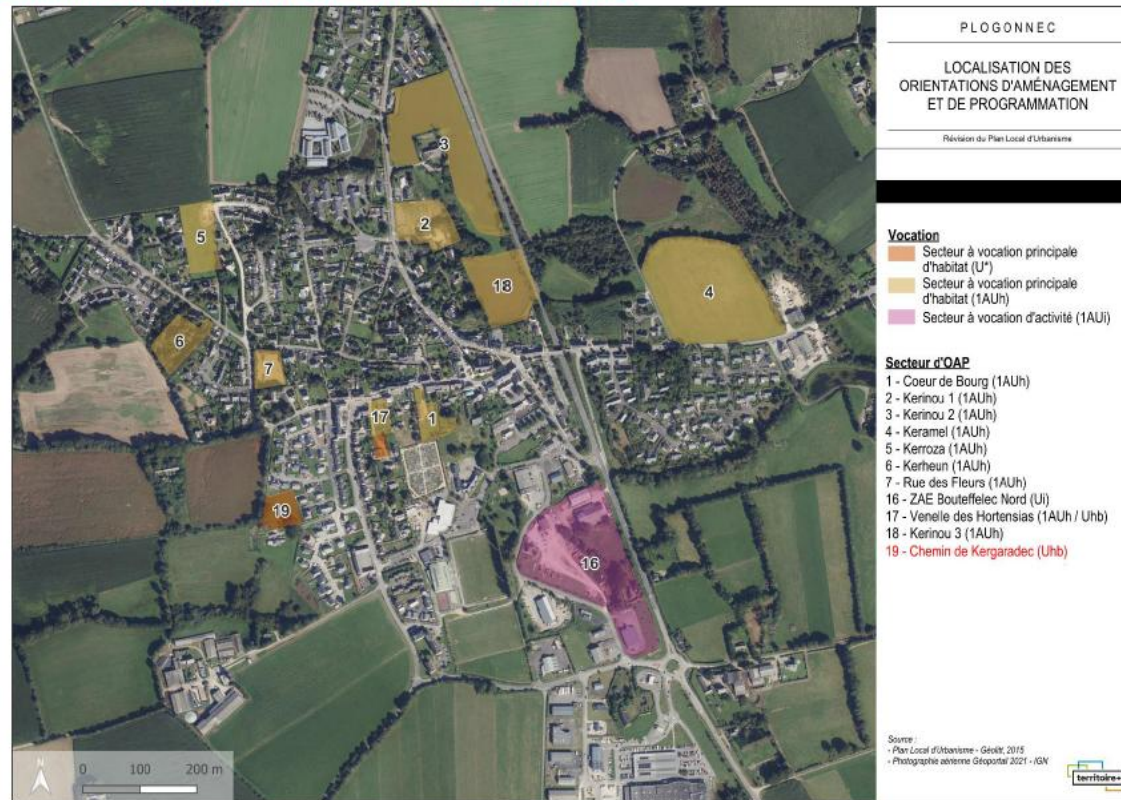 PLOGONNEC
LOCALISATION DES
ORIENTATIONS D'AMÉNAGEMENT
ET DE PROGRAMMATION
Révision du Plan Local d'Urbanisme
Vocation
Secteur à vocation principale
d'habitat (U*)
Secteur à vocation principale
d'habitat (1AUh)
Secteur à vocation d'activité (1AUi)
Secteur d'OAP
1 - Coeur de Bourg (1AUh)
2 - Kerinou 1 (1AUh)
3 - Kerinou 2 (1AUh)
4 - Keramel (1AUh)
5 - Kerroza (1AUh)
6 - Kerheun (1AUh)
7 - Rue des Fleurs (1AUh)
16 - ZAE Bouteffelec Nord (Ui)
17 - Venelle des Hortensias (1AUh / Uhb)
18 - Kerinou 3 (1AUh)
19 - Chemin de Kergaradec (Uhb)
Source :
- Plan Local d'Urbanisme - Géolitt, 2015
- Photographie aérienne Géoportail 2021 - IGN
territoire+
3
2
5
18
4
6
7
17
1
19
16
N
0 100 200 m